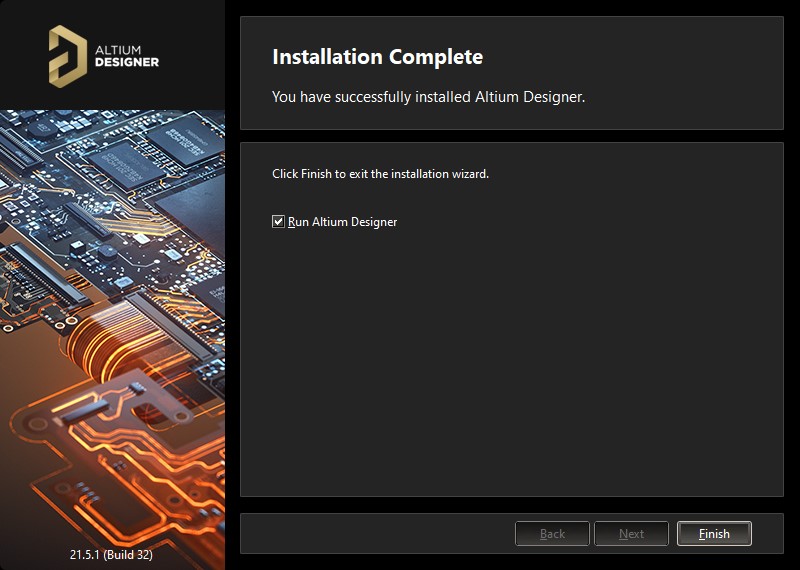 ALTIUM
DESIGNER
Installation Complete
You have successfully installed Altium Designer.
Click Finish to exit the installation wizard.
Run Altium Designer
21.5.1 (Build 32)
Back
Next
Finish